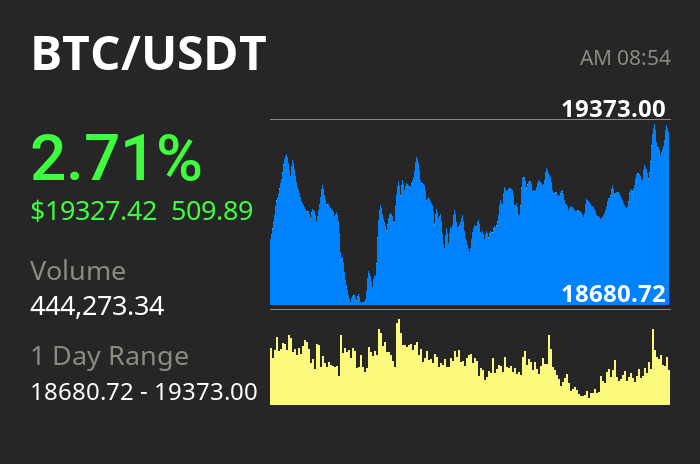 BTC/USDT
AM 08:54
2.71%
$19327.42 509.89
Volume
444,273.34
1 Day Range
18680.72 - 19373.00
19373.00
18680.72